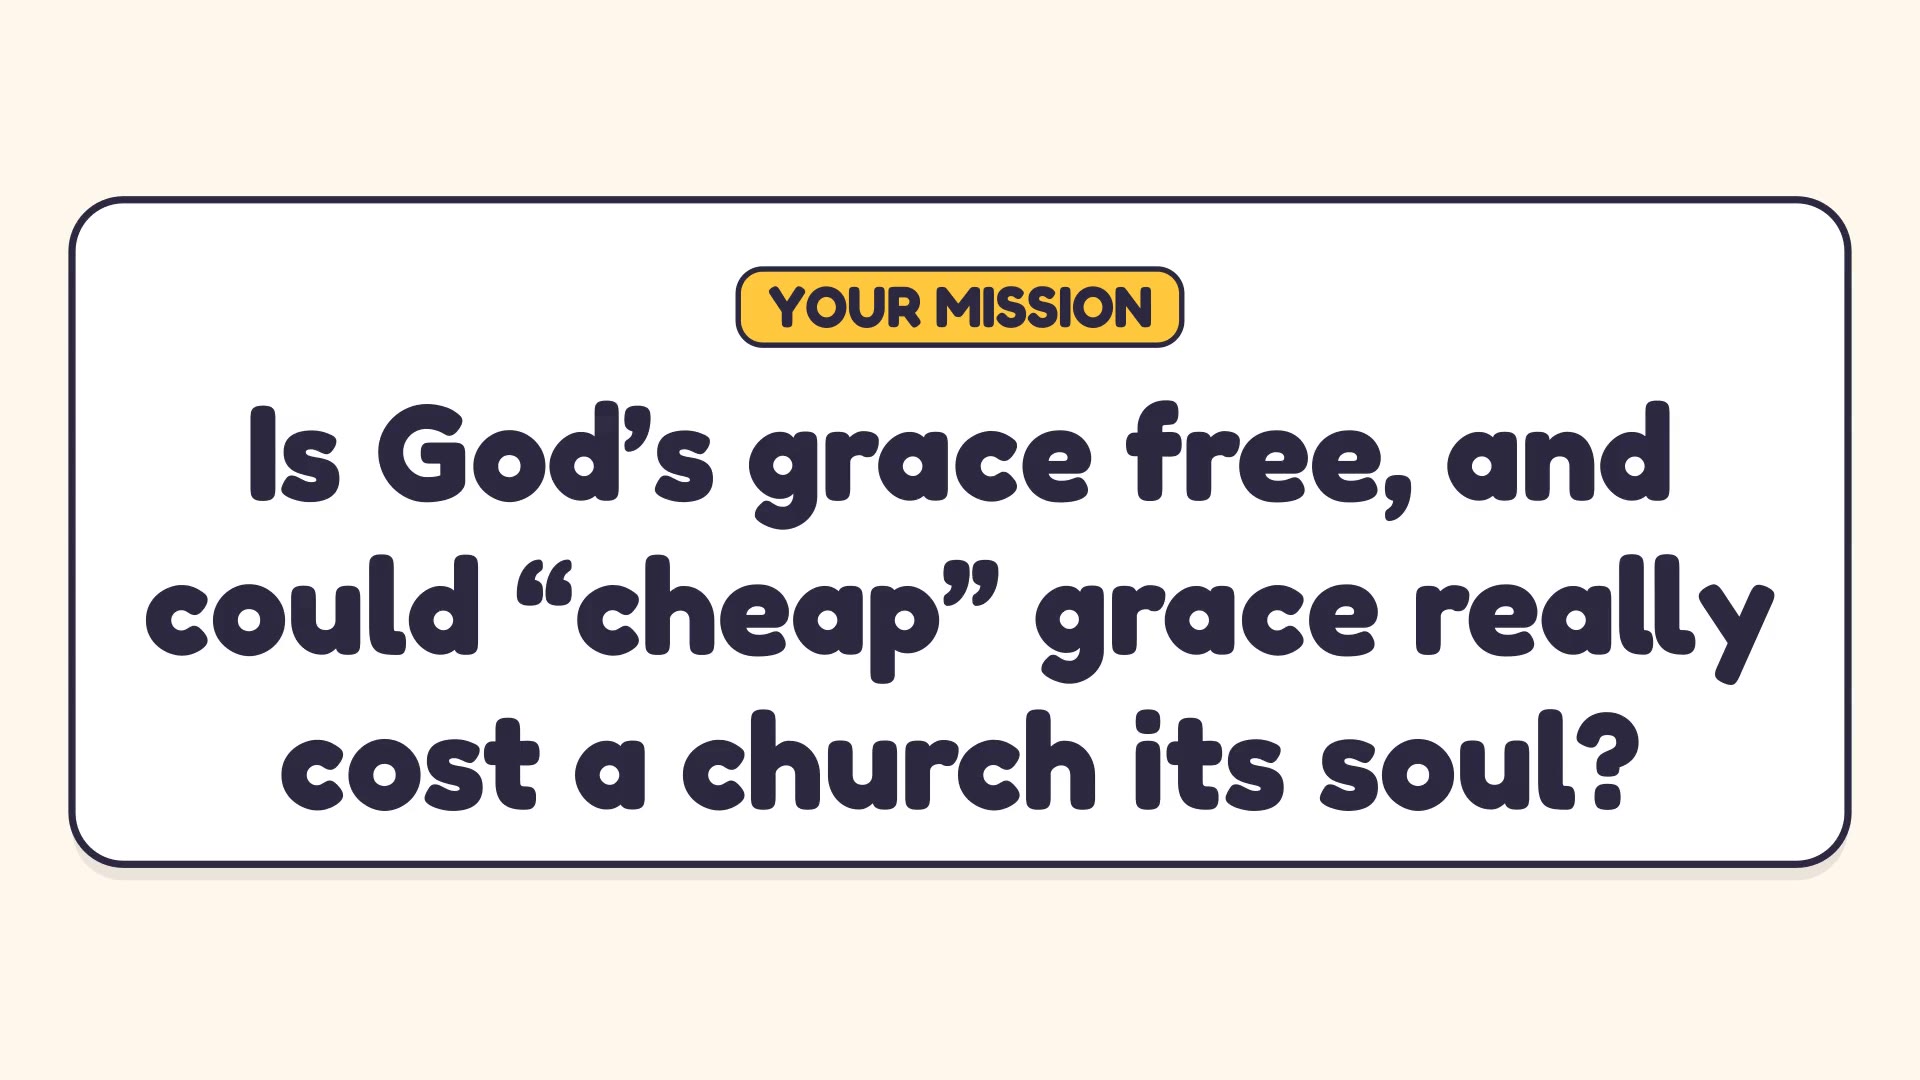 YOUR MISSION
Is God’s grace free, and
could “cheap” grace really
cost a church its soul?